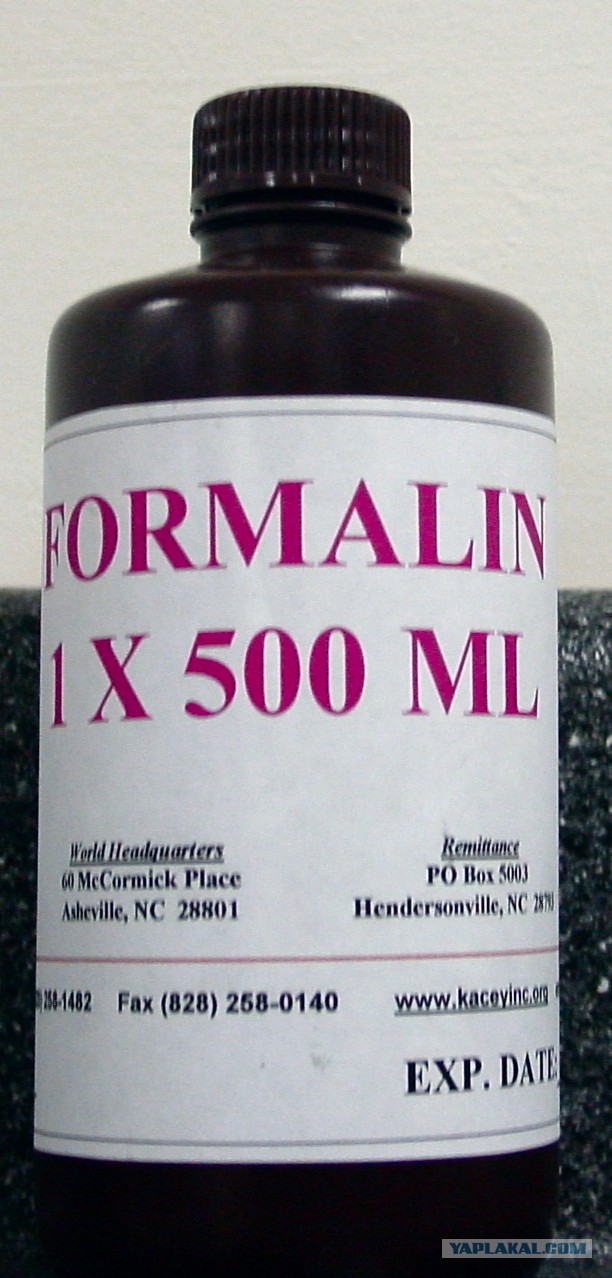 FORMALIN
1 X 500 ML
World Headquarters
60 McCormick Place
Asheville, NC 28801
Remittance
PO Box 5003
Hendersonville, NC 28793
258-1482 Fax (828) 258-0140 www.kaceyinc.org
EXP. DATE:
YAPLAKAL.COM